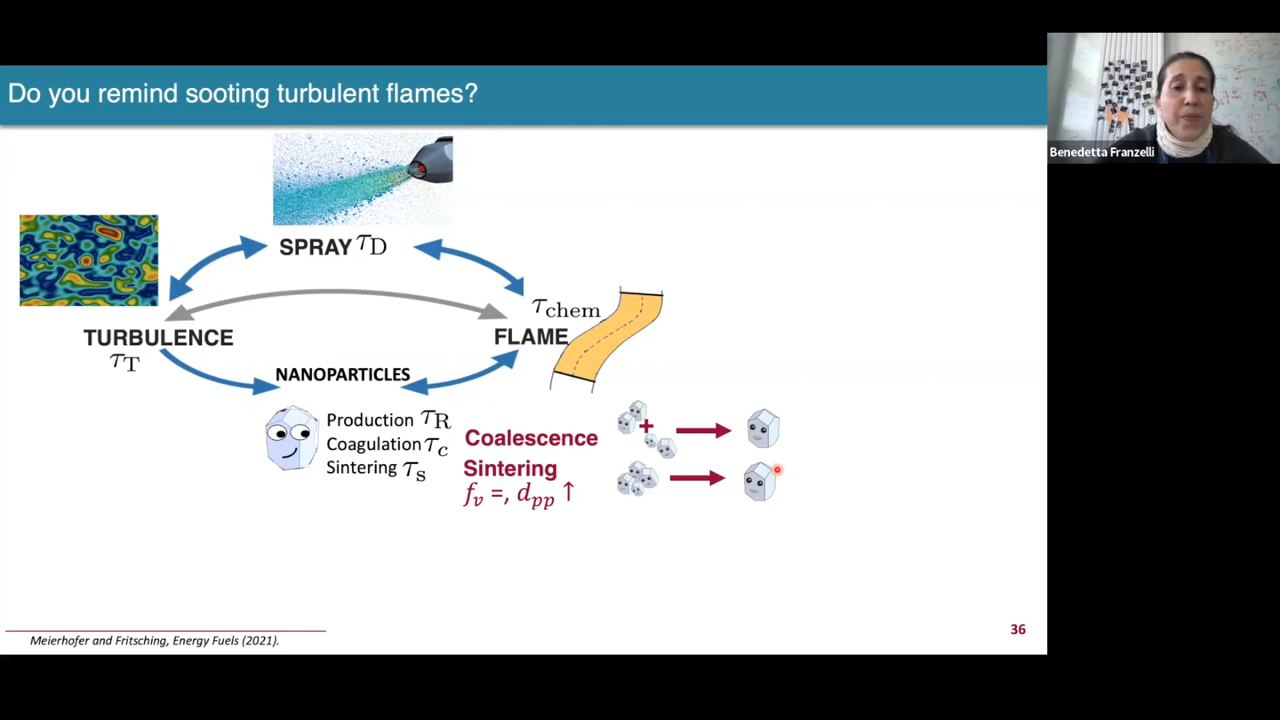 Do you remind sooting turbulent flames?
Benedetta Franzelli
SPRAY τD
τchem
TURBULENCE
τT
FLAME
NANOPARTICLES
Production τR
Coagulation τc
Sintering τs
Coalescence
+
Sintering
fv =, dpp ↑
36
Meierhofer and Fritsching, Energy Fuels (2021).